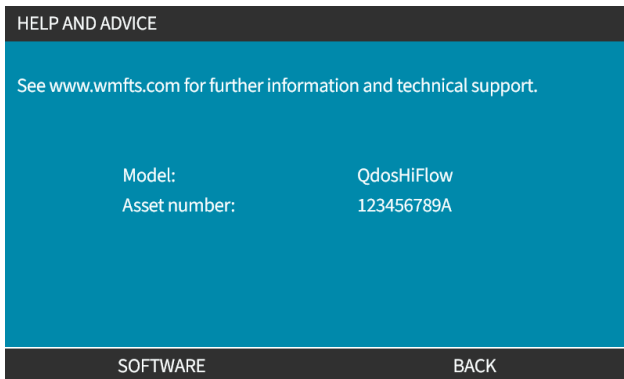 HELP AND ADVICE
See www.wmfts.com for further information and technical support.
Model: QdosHiFlow
Asset number: 123456789A
SOFTWARE BACK